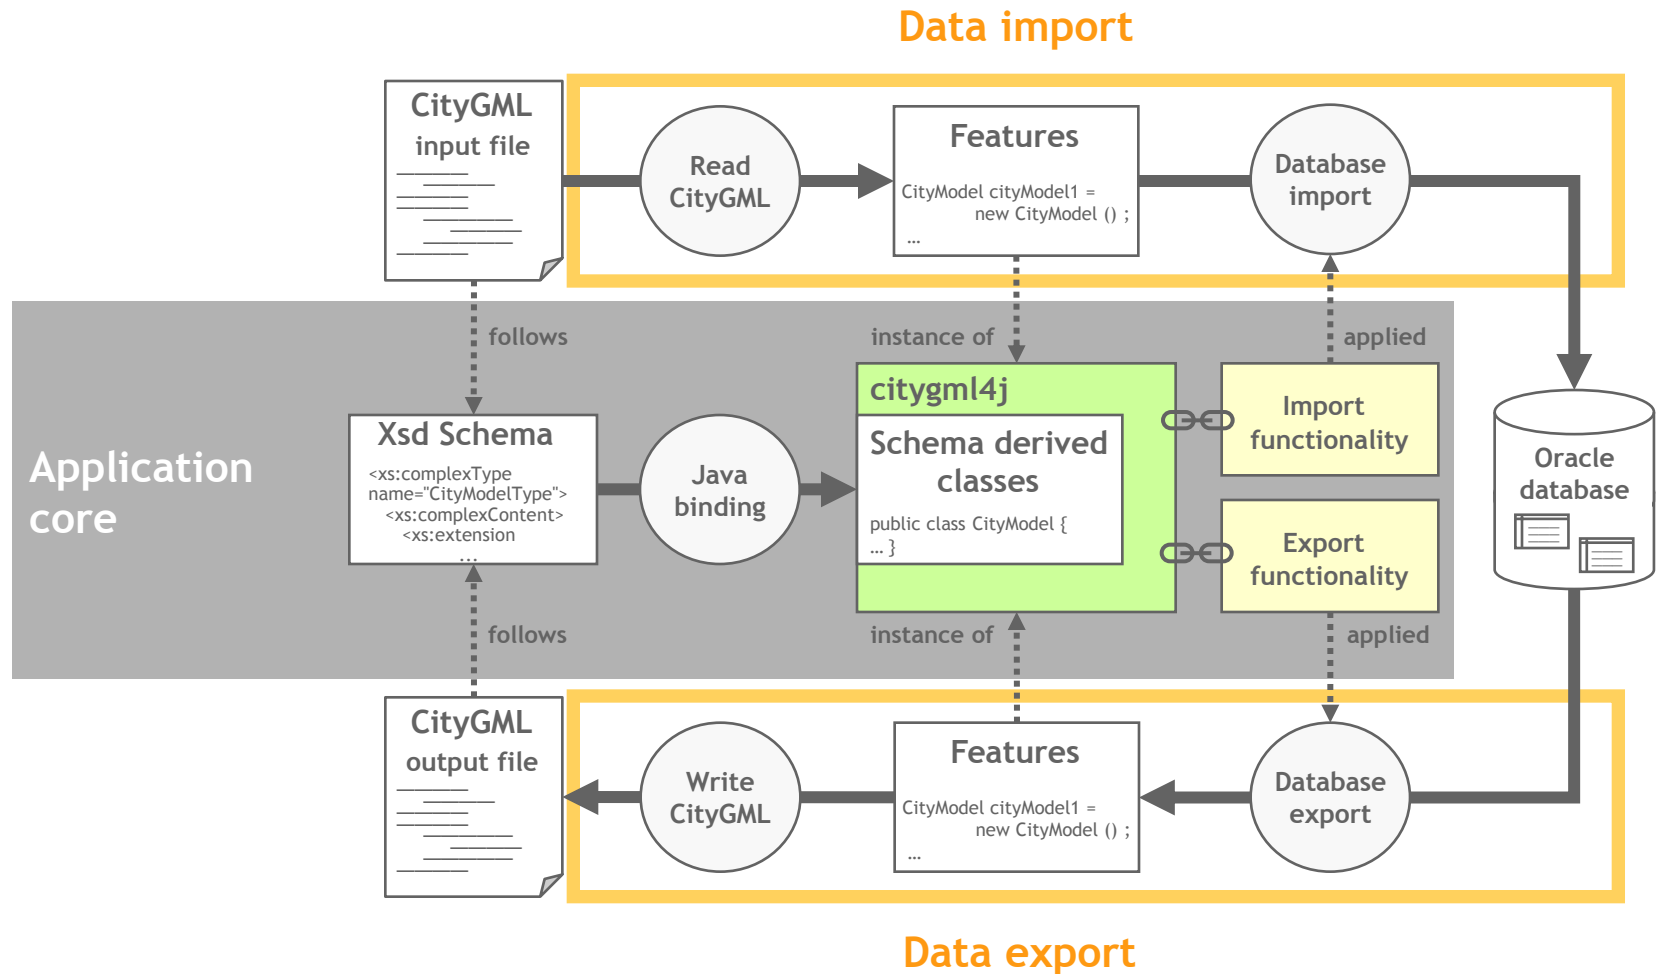 Data import
CityGML
input file
Read
CityGML
Features
CityModel cityModel1 =
new CityModel () ;
...
Database
import
follows
instance of
applied
Application
core
Xsd Schema
<xs:complexType
name="CityModelType">
<xs:complexContent>
<xs:extension
...
Java
binding
citygml4j
Schema derived
classes
public class CityModel {
... }
Import
functionality
Export
functionality
Oracle
database
follows
instance of
applied
CityGML
output file
Write
CityGML
Features
CityModel cityModel1 =
new CityModel () ;
...
Database
export
Data export